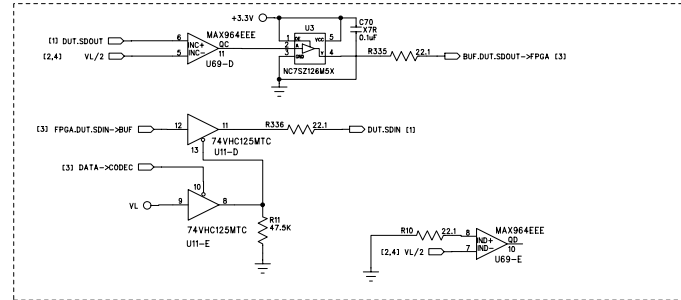 +3.3V
U3
C70
X7R
0.1uF
MAX964EEE
[1] DUT.SDOUT
6
INC+
QC
2
1
OE
VCC
5
A
[2,4] VL/2
5
INC-
11
3
GND
Y
4
R335
22.1
BUF.DUT.SDOUT->FPGA [3]
U69-D
NC7SZ126M5X
[3] FPGA.DUT.SDIN->BUF
12
11
R336
22.1
DUT.SDIN [1]
74VHC125MTC
13
U11-D
[3] DATA->CODEC
10
VL
9
8
R11
47.5K
74VHC125MTC
U11-E
R10
22.1
8
IND+
MAX964EEE
QD
[2,4] VL/2
7
IND-
10
U69-E